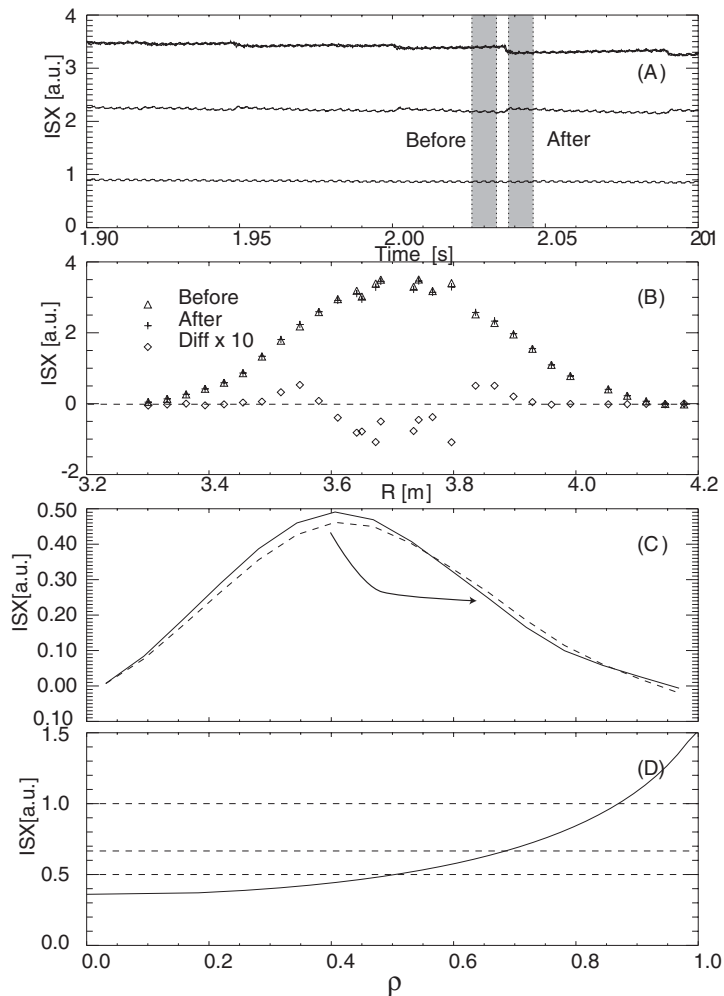 4
3
2
1
0
ISX [a.u.]
(A)
Before
After
1.90
1.95
2.00
2.05
2.01
Time [s]
4
2
0
-2
ISX [a.u.]
Before
After
Diff x 10
(B)
3.2
3.4
3.6
3.8
4.0
4.2
R [m]
0.50
0.40
0.30
0.20
0.10
0.00
0.10
ISX[a.u.]
(C)
1.5
1.0
0.5
0.0
ISX[a.u.]
(D)
0.0
0.2
0.4
0.6
0.8
1.0
ρ